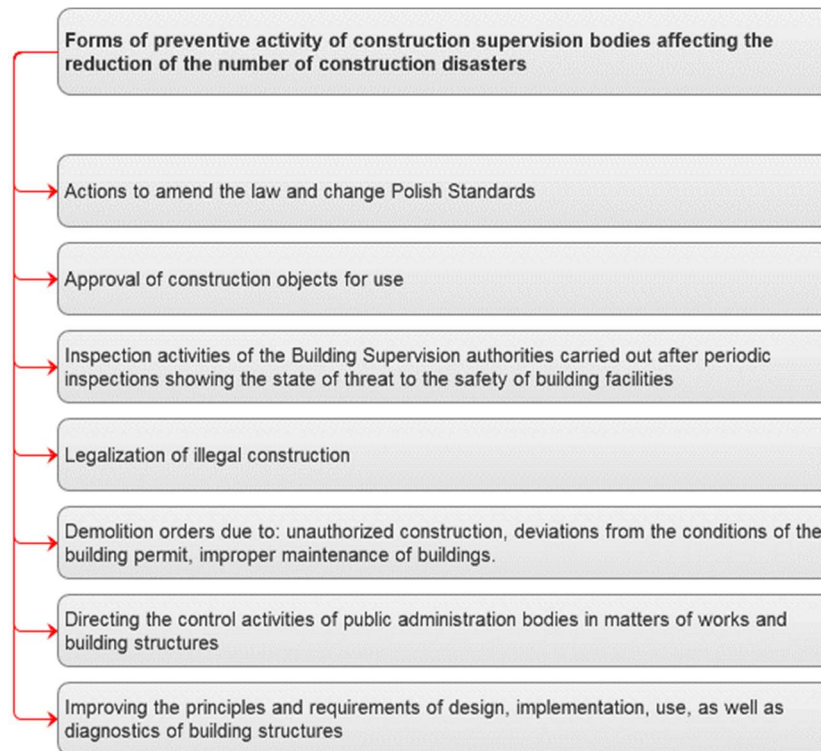 Forms of preventive activity of construction supervision bodies affecting the
reduction of the number of construction disasters
Actions to amend the law and change Polish Standards
Approval of construction objects for use
Inspection activities of the Building Supervision authorities carried out after periodic
inspections showing the state of threat to the safety of building facilities
Legalization of illegal construction
Demolition orders due to: unauthorized construction, deviations from the conditions of the
building permit, improper maintenance of buildings.
Directing the control activities of public administration bodies in matters of works and
building structures
Improving the principles and requirements of design, implementation, use, as well as
diagnostics of building structures